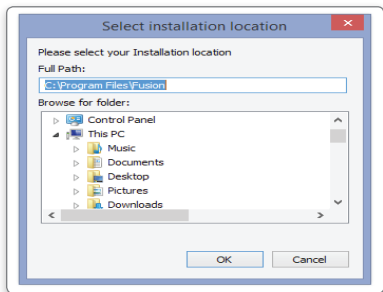 Select installation location
Please select your Installation location
Full Path:
C:\Program Files\Fusion
Browse for folder:
Control Panel
This PC
Music
Documents
Desktop
Pictures
Downloads
OK
Cancel